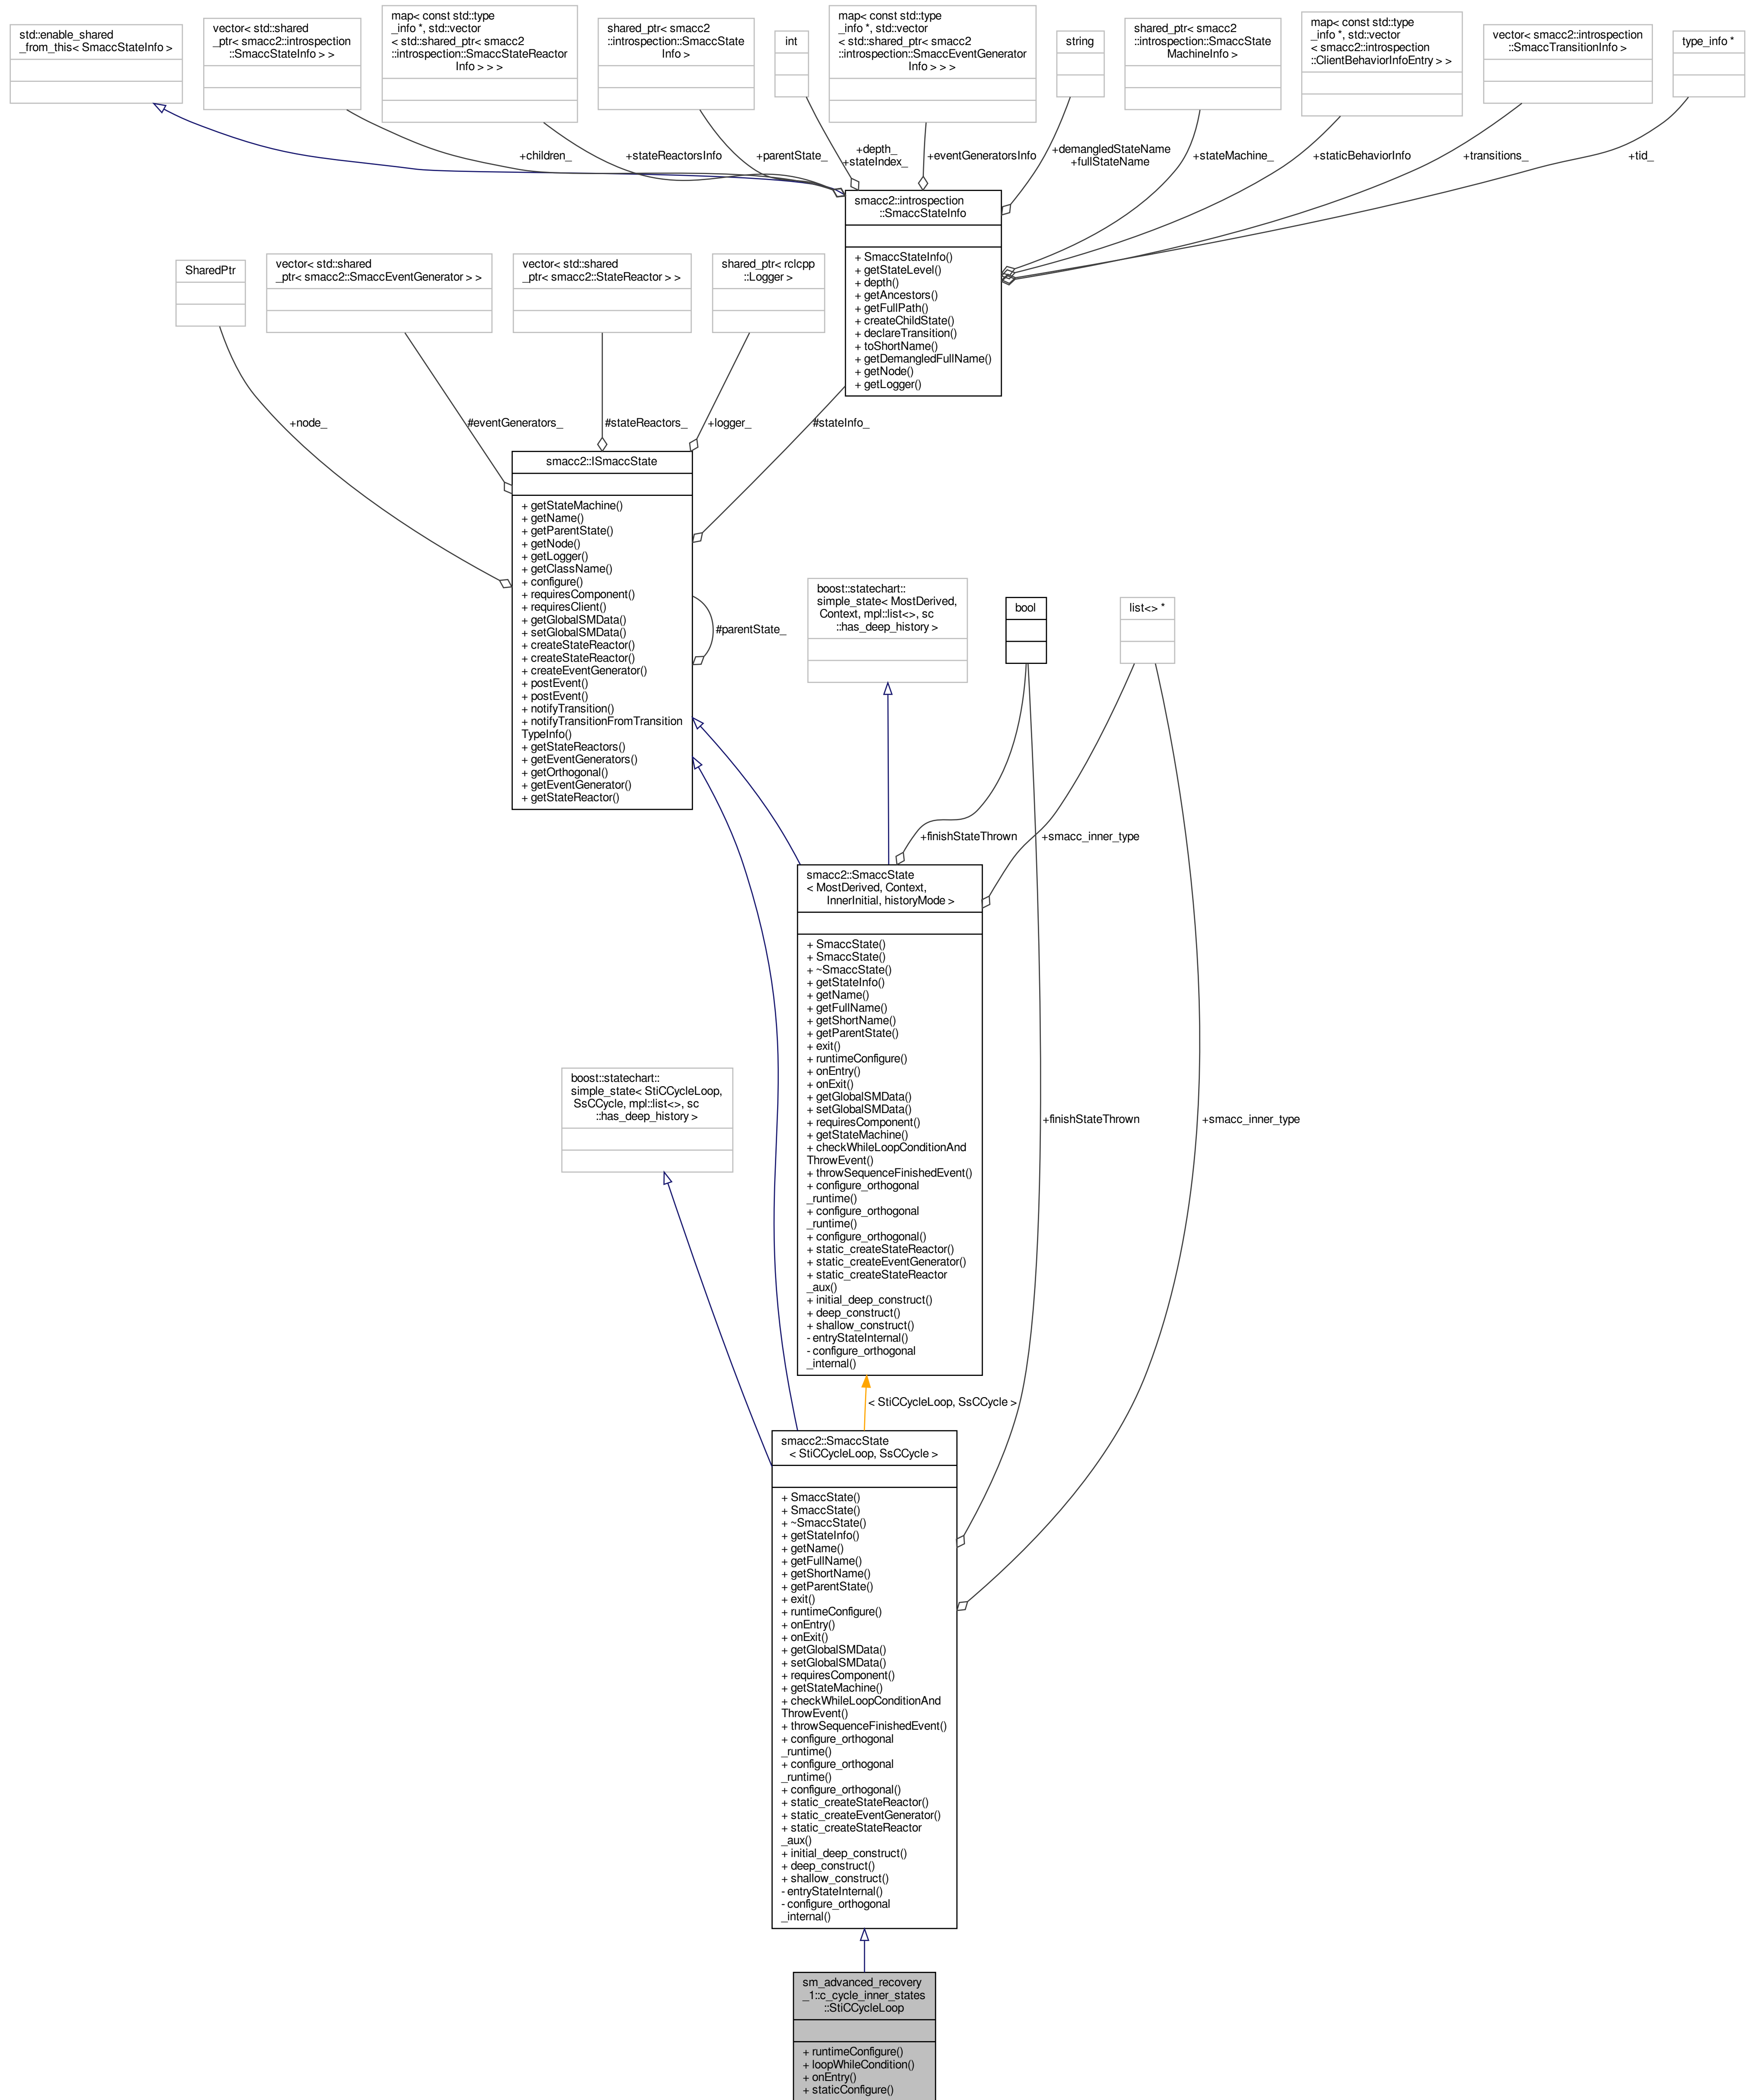 std::enable_shared
_from_this< SmaccStateInfo >
vector< std::shared
_ptr< smacc2::introspection
::SmaccStateInfo > >
map< const std::type
_info *, std::vector
< std::shared_ptr< smacc2
::introspection::SmaccStateReactor
Info > > >
shared_ptr< smacc2
::introspection::SmaccState
Info >
int
map< const std::type
_info *, std::vector
< std::shared_ptr< smacc2
::introspection::SmaccEventGenerator
Info > > >
string
shared_ptr< smacc2
::introspection::SmaccState
MachineInfo >
map< const std::type
_info *, std::vector
< smacc2::introspection
::ClientBehaviorInfoEntry > >
vector< smacc2::introspection
::SmaccTransitionInfo >
type_info *
+children_
+stateReactorsInfo
+parentState_
+depth_
+stateIndex_
+eventGeneratorsInfo
+demangledStateName
+fullStateName
+stateMachine_
+staticBehaviorInfo
+transitions_
+tid_
smacc2::introspection
::SmaccStateInfo
+ SmaccStateInfo()
+ getStateLevel()
+ depth()
+ getAncestors()
+ getFullPath()
+ createChildState()
+ declareTransition()
+ toShortName()
+ getDemangledFullName()
+ getNode()
+ getLogger()
SharedPtr
vector< std::shared
_ptr< smacc2::SmaccEventGenerator > >
vector< std::shared
_ptr< smacc2::StateReactor > >
shared_ptr< rclcpp
::Logger >
+node_
#eventGenerators_
#stateReactors_
+logger_
#stateInfo_
smacc2::ISmaccState
+ getStateMachine()
+ getName()
+ getParentState()
+ getNode()
+ getLogger()
+ getClassName()
+ configure()
+ requiresComponent()
+ requiresClient()
+ getGlobalSMData()
+ setGlobalSMData()
+ createStateReactor()
+ createStateReactor()
+ createEventGenerator()
+ postEvent()
+ postEvent()
+ notifyTransition()
+ notifyTransitionFromTransition
TypeInfo()
+ getStateReactors()
+ getEventGenerators()
+ getOrthogonal()
+ getEventGenerator()
+ getStateReactor()
#parentState_
boost::statechart::
simple_state< MostDerived,
Context, mpl::list<>, sc
::has_deep_history >
bool
list<> *
+finishStateThrown
+smacc_inner_type
smacc2::SmaccState
< MostDerived, Context,
InnerInitial, historyMode >
+ SmaccState()
+ SmaccState()
+ ~SmaccState()
+ getStateInfo()
+ getName()
+ getFullName()
+ getShortName()
+ getParentState()
+ exit()
+ runtimeConfigure()
+ onEntry()
+ onExit()
+ getGlobalSMData()
+ setGlobalSMData()
+ requiresComponent()
+ getStateMachine()
+ checkWhileLoopConditionAnd
ThrowEvent()
+ throwSequenceFinishedEvent()
+ configure_orthogonal
_runtime()
+ configure_orthogonal
_runtime()
+ configure_orthogonal()
+ static_createStateReactor()
+ static_createEventGenerator()
+ static_createStateReactor
_aux()
+ initial_deep_construct()
+ deep_construct()
+ shallow_construct()
- entryStateInternal()
- configure_orthogonal
_internal()
boost::statechart::
simple_state< StiCCycleLoop,
SsCCycle, mpl::list<>, sc
::has_deep_history >
+finishStateThrown
+smacc_inner_type
< StiCCycleLoop, SsCCycle >
smacc2::SmaccState
< StiCCycleLoop, SsCCycle >
+ SmaccState()
+ SmaccState()
+ ~SmaccState()
+ getStateInfo()
+ getName()
+ getFullName()
+ getShortName()
+ getParentState()
+ exit()
+ runtimeConfigure()
+ onEntry()
+ onExit()
+ getGlobalSMData()
+ setGlobalSMData()
+ requiresComponent()
+ getStateMachine()
+ checkWhileLoopConditionAnd
ThrowEvent()
+ throwSequenceFinishedEvent()
+ configure_orthogonal
_runtime()
+ configure_orthogonal
_runtime()
+ configure_orthogonal()
+ static_createStateReactor()
+ static_createEventGenerator()
+ static_createStateReactor
_aux()
+ initial_deep_construct()
+ deep_construct()
+ shallow_construct()
- entryStateInternal()
- configure_orthogonal
_internal()
sm_advanced_recovery
_1::c_cycle_inner_states
::StiCCycleLoop
+ runtimeConfigure()
+ loopWhileCondition()
+ onEntry()
+ staticConfigure()